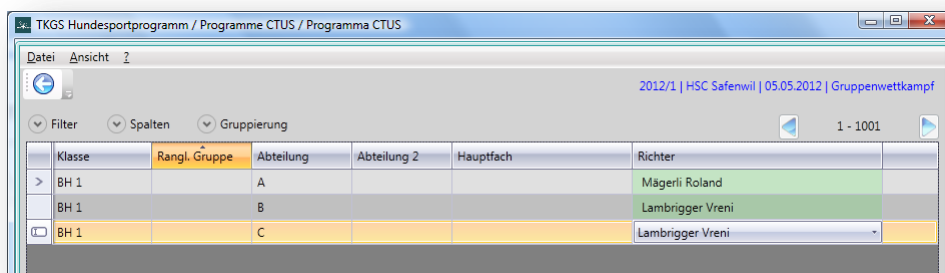 TKGS Hundesportprogramm / Programme CTUS / Programma CTUS
Datei Ansicht ?
2012/1 | HSC Safenwil | 05.05.2012 | Gruppenwettkampf
Filter Spalten Gruppierung 1 - 1001
Klasse Rangl. Gruppe Abteilung Abteilung 2 Hauptfach Richter
BH 1 A Mägerli Roland
BH 1 B Lambrigger Vreni
BH 1 C Lambrigger Vreni